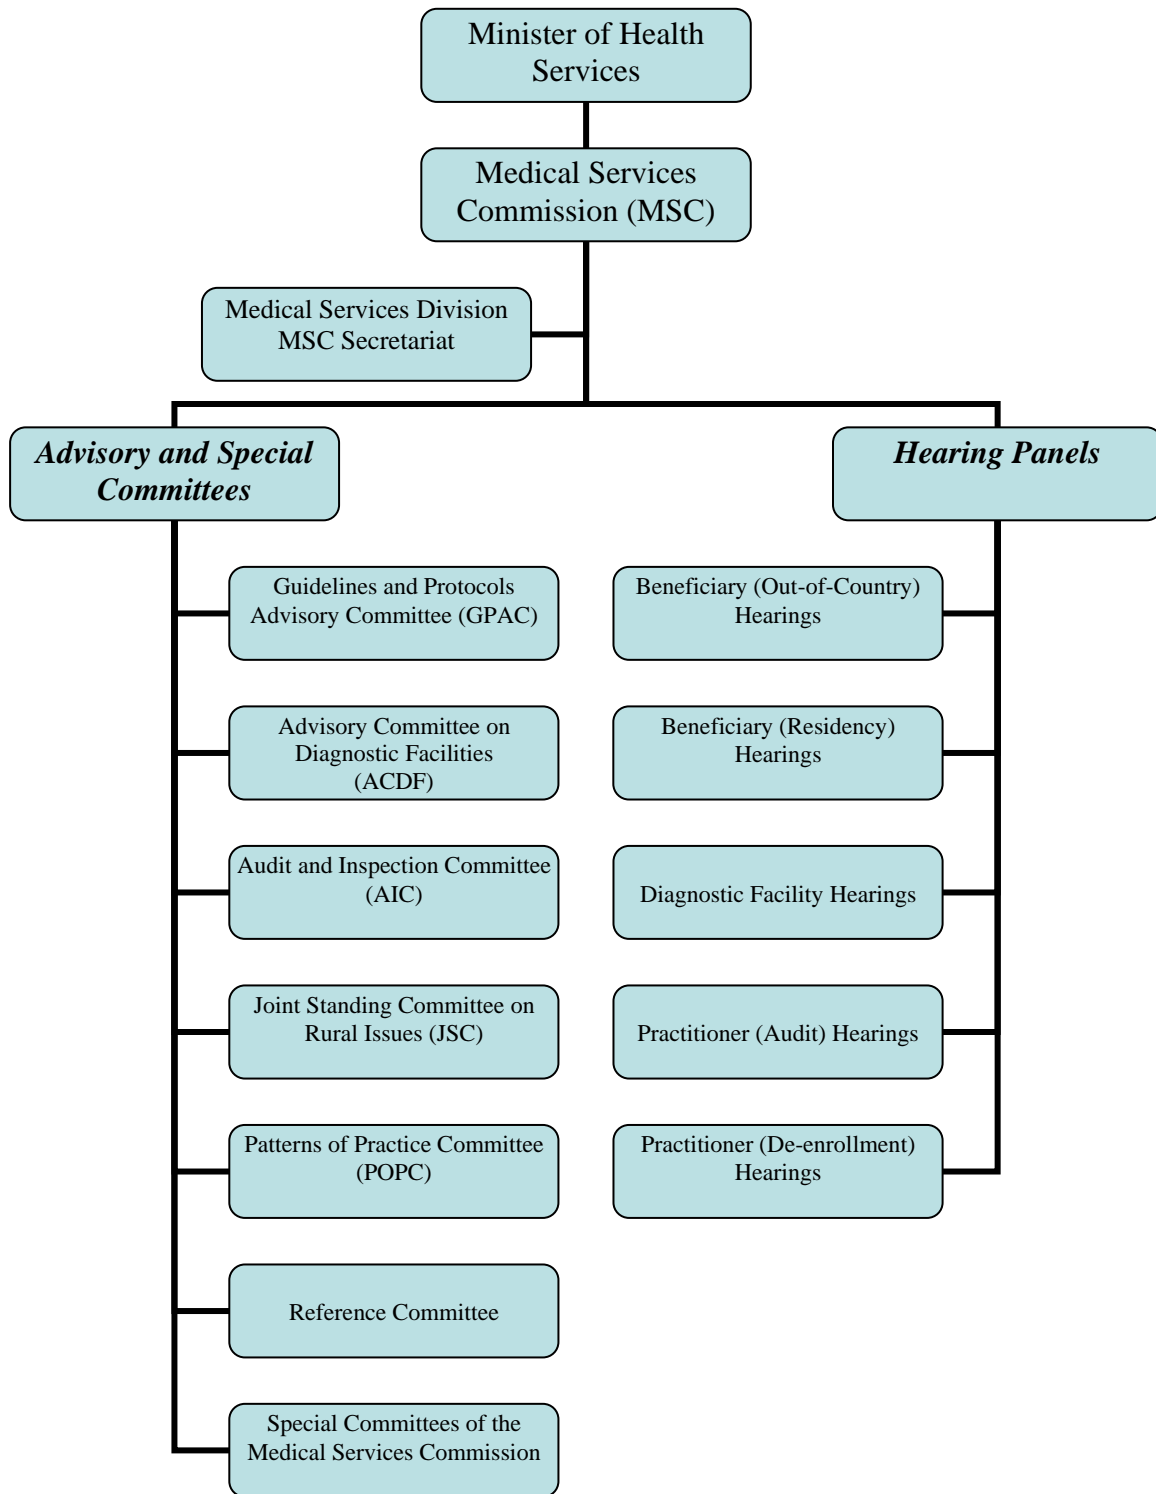 Minister of Health
Services
Medical Services
Commission (MSC)
Medical Services Division
MSC Secretariat
Advisory and Special
Committees
Hearing Panels
Guidelines and Protocols
Advisory Committee (GPAC)
Beneficiary (Out-of-Country)
Hearings
Advisory Committee on
Diagnostic Facilities
(ACDF)
Beneficiary (Residency)
Hearings
Audit and Inspection Committee
(AIC)
Diagnostic Facility Hearings
Joint Standing Committee on
Rural Issues (JSC)
Practitioner (Audit) Hearings
Patterns of Practice Committee
(POPC)
Practitioner (De-enrollment)
Hearings
Reference Committee
Special Committees of the
Medical Services Commission